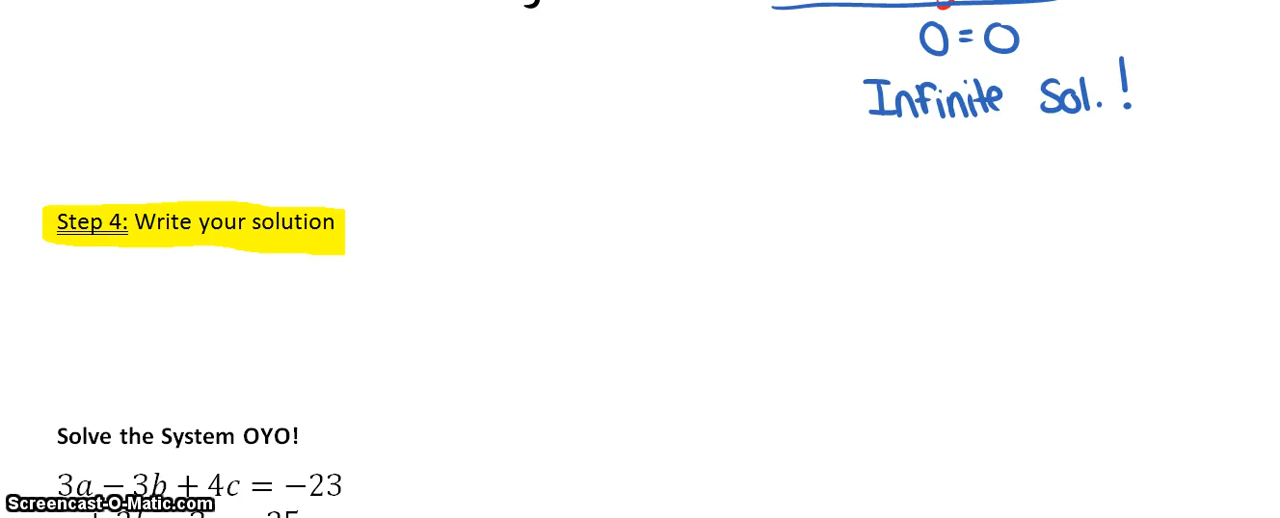 0 = 0
Infinite Sol. !
Step 4: Write your solution
Solve the System OYO!
3a − 3b + 4c = −23
Screencast-O-Matic.com